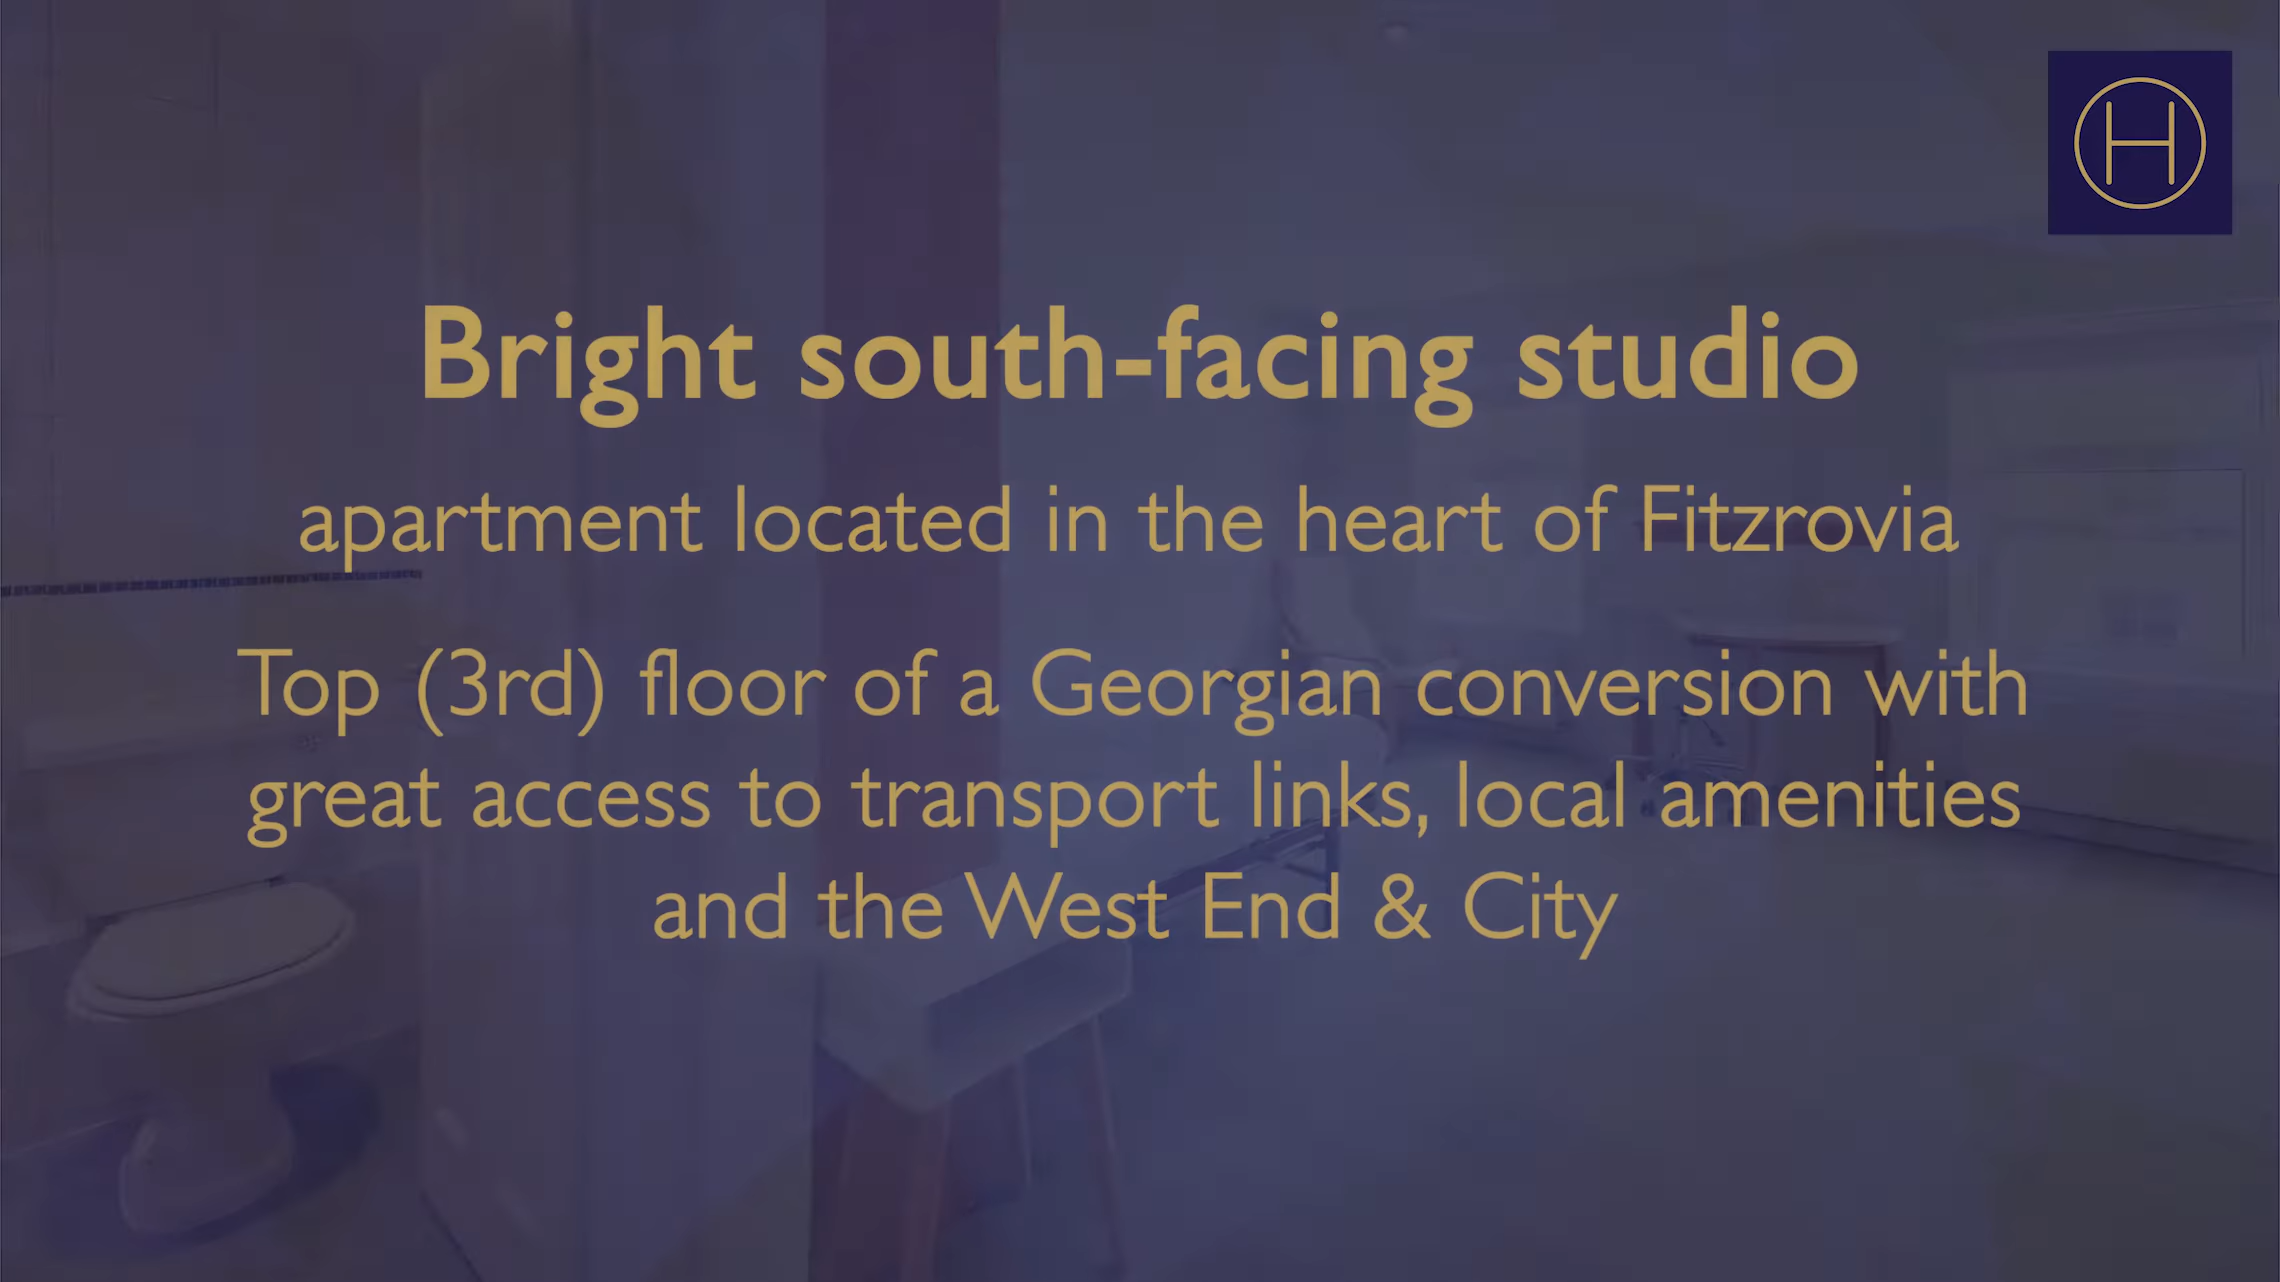 H
Bright south-facing studio
apartment located in the heart of Fitzrovia
Top (3rd) floor of a Georgian conversion with
great access to transport links, local amenities
and the West End & City